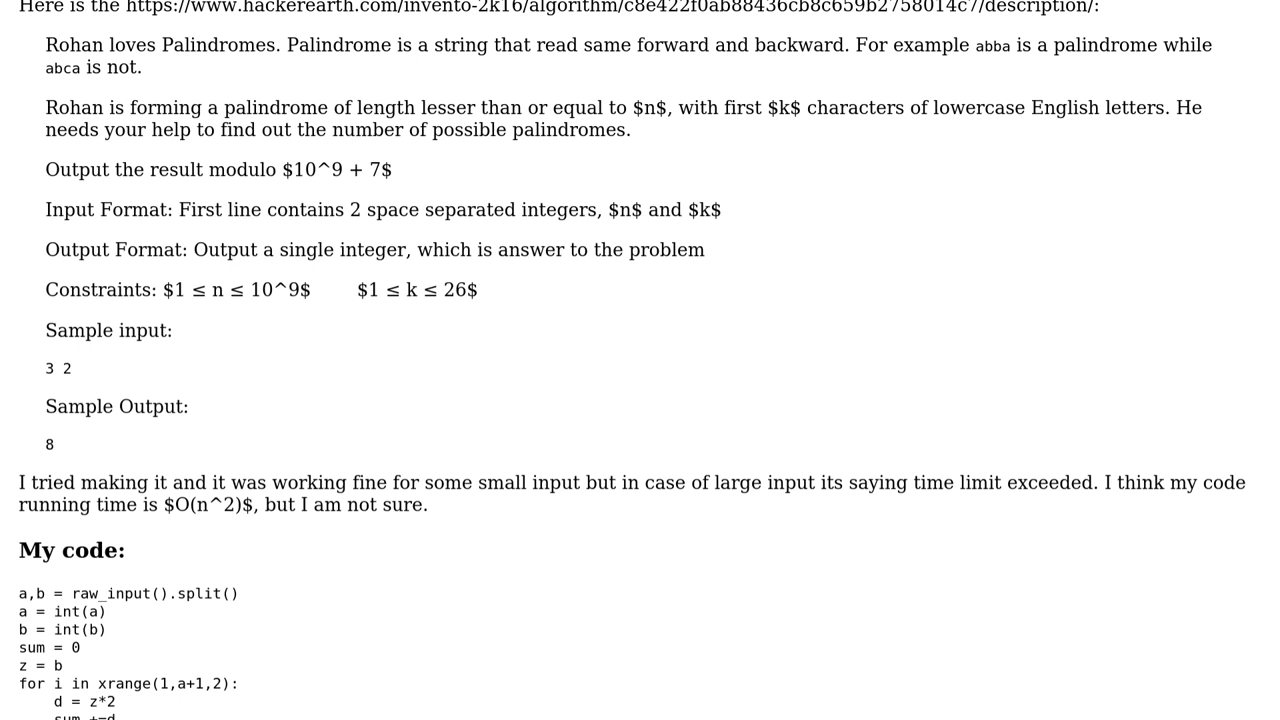 Here is the https://www.hackerearth.com/invento-2k16/algorithm/c8e422f0ab88436cb8c659b2758014c7/description/:
Rohan loves Palindromes. Palindrome is a string that read same forward and backward. For example abba is a palindrome while
abca is not.
Rohan is forming a palindrome of length lesser than or equal to $n$, with first $k$ characters of lowercase English letters. He
needs your help to find out the number of possible palindromes.
Output the result modulo $10^9 + 7$
Input Format: First line contains 2 space separated integers, $n$ and $k$
Output Format: Output a single integer, which is answer to the problem
Constraints: $1 ≤ n ≤ 10^9$ $1 ≤ k ≤ 26$
Sample input:
3 2
Sample Output:
8
I tried making it and it was working fine for some small input but in case of large input its saying time limit exceeded. I think my code
running time is $O(n^2)$, but I am not sure.
My code:
a,b = raw_input().split()
a = int(a)
b = int(b)
sum = 0
z = b
for i in xrange(1,a+1,2):
d = z*2
sum +=d